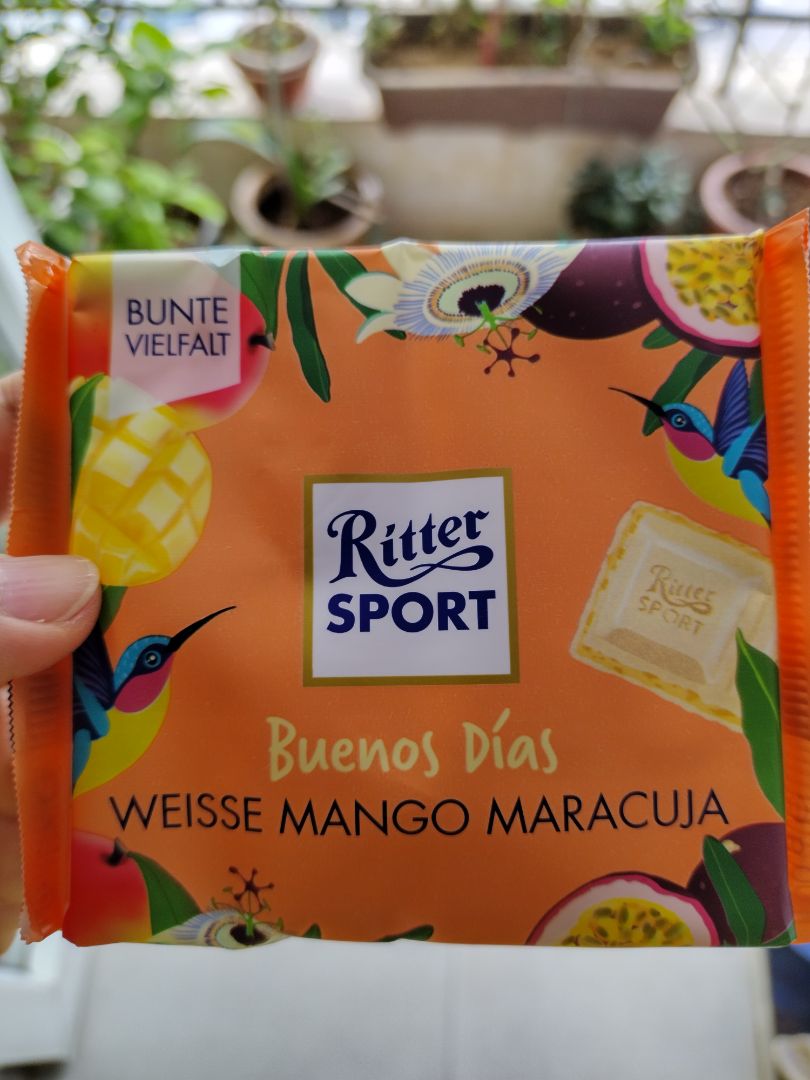 BUNTE
VIELFALT
Ritter
SPORT
Ritter
SPORT
Buenos Días
WEISSE MANGO MARACUJA